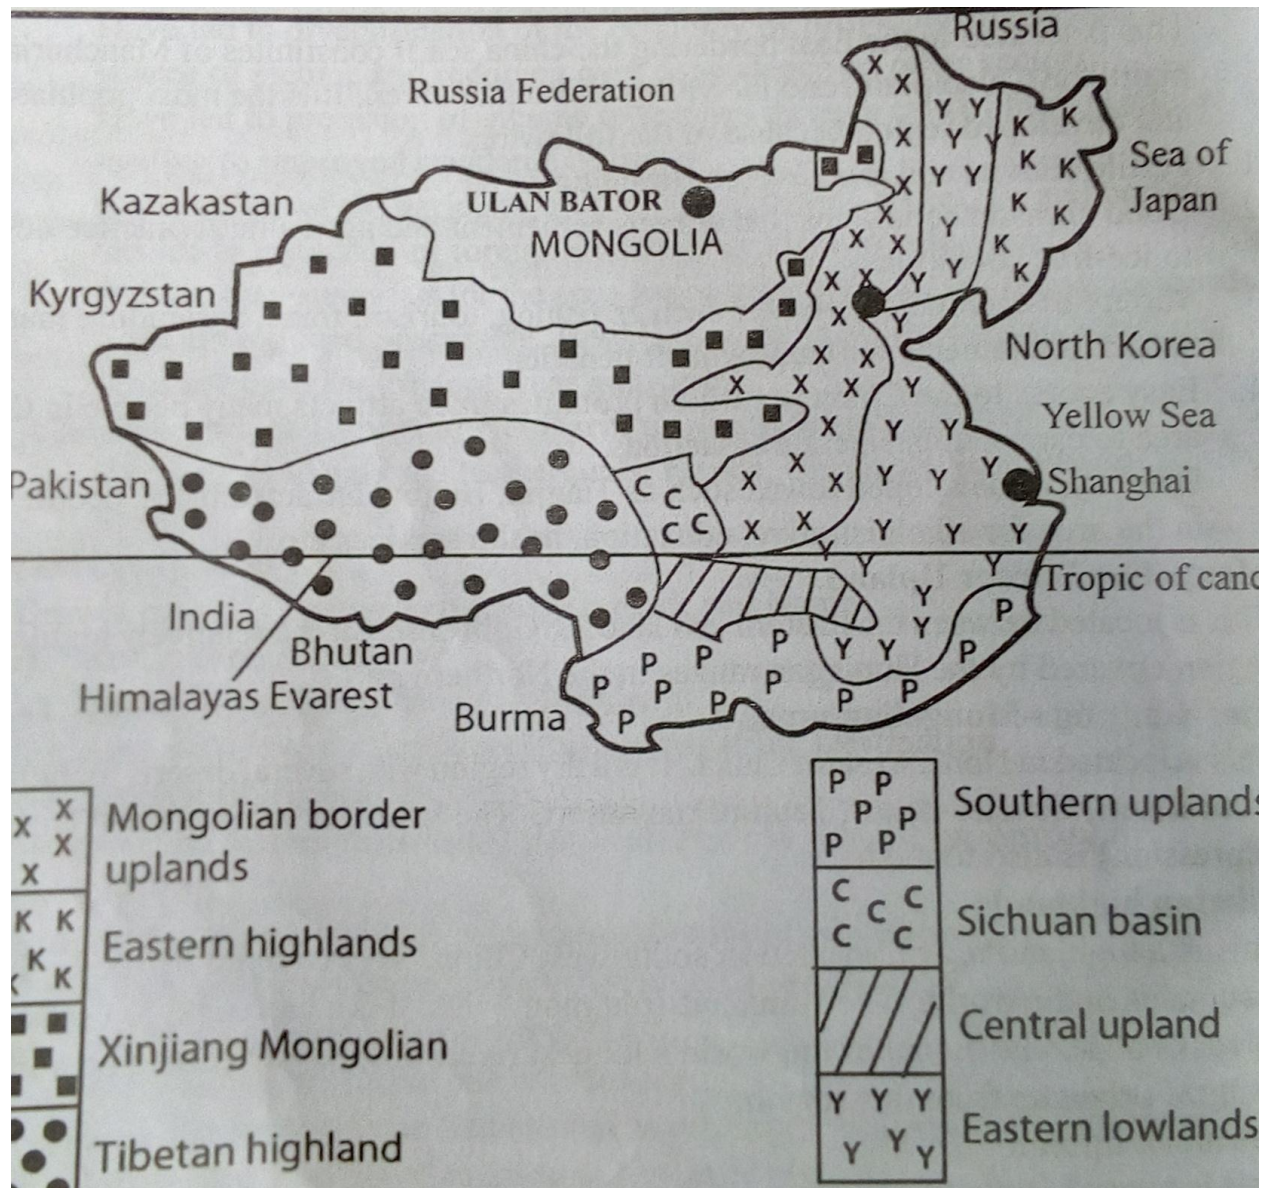 Russia
Russia Federation
Sea of
Japan
Kazakastan
ULAN BATOR
MONGOLIA
Kyrgyzstan
North Korea
Yellow Sea
Pakistan
Shanghai
Tropic of canc
India
Bhutan
Himalayas Evarest
Burma
Mongolian border
uplands
Eastern highlands
Xinjiang Mongolian
Tibetan highland
Southern uplands
Sichuan basin
Central upland
Eastern lowlands